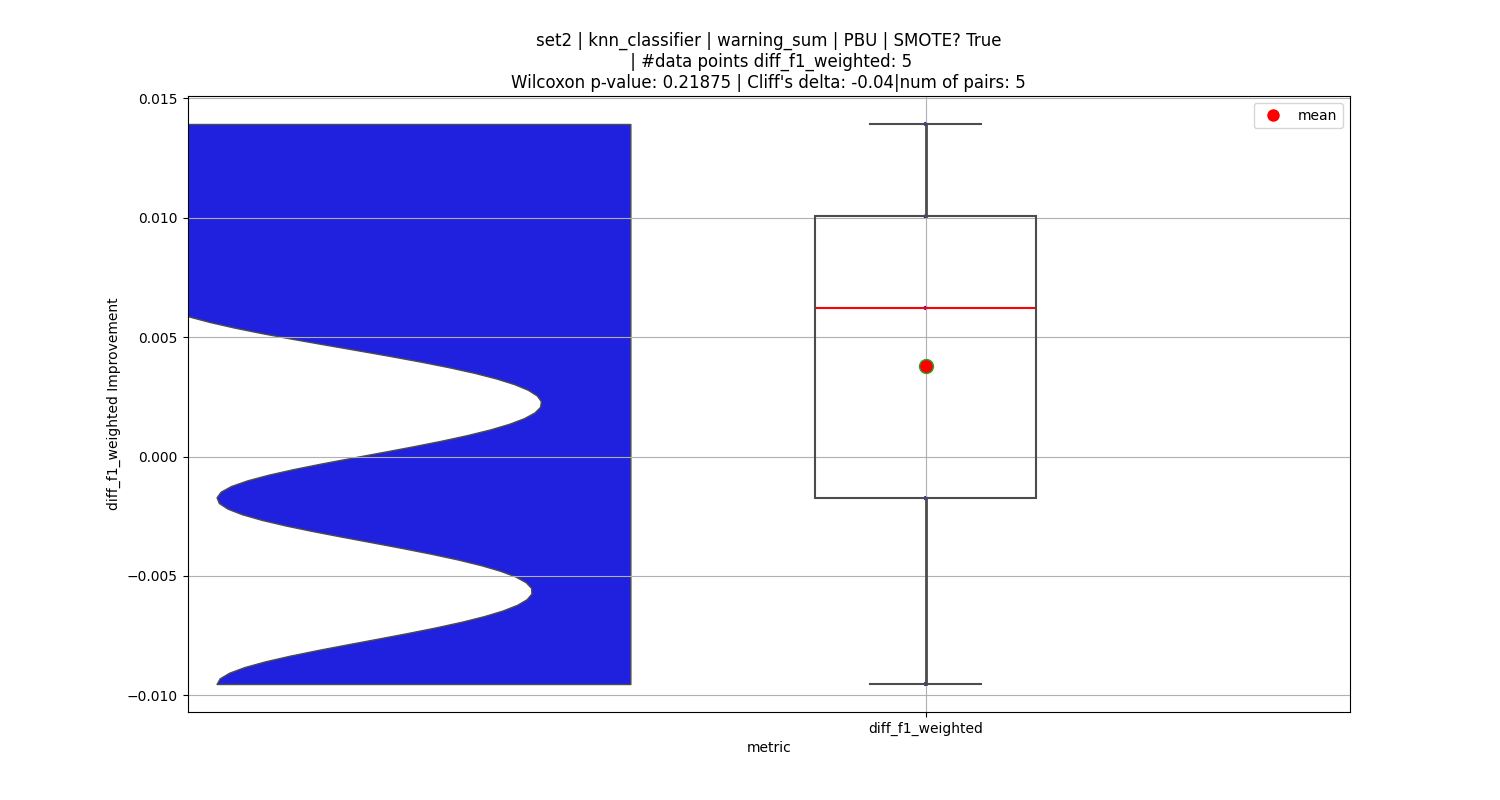 set2 | knn_classifier | warning_sum | PBU | SMOTE? True
| #data points diff_f1_weighted: 5
Wilcoxon p-value: 0.21875 | Cliff's delta: -0.04|num of pairs: 5
mean
0.015
0.010
0.005
0.000
−0.005
−0.010
diff_f1_weighted Improvement
diff_f1_weighted
metric